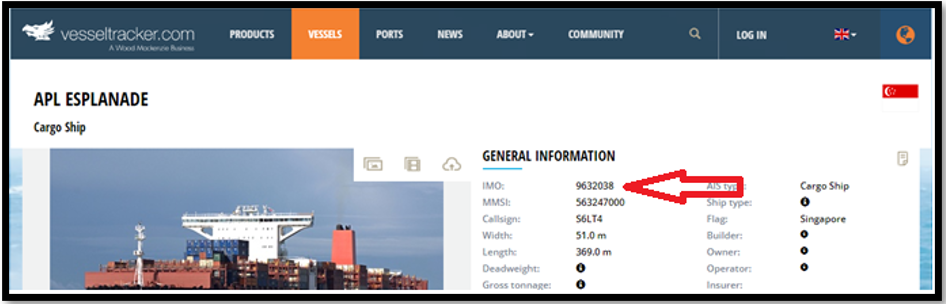 vesseltracker.com PRODUCTS VESSELS PORTS NEWS ABOUT COMMUNITY LOG IN
A Wood Mackenzie Business
APL ESPLANADE
Cargo Ship
GENERAL INFORMATION
IMO: 9632038 AIS type: Cargo Ship
MMSI: 563247000 Ship type:
Callsign: S6LT4 Flag: Singapore
Width: 51.0 m Builder:
Length: 369.0 m Owner:
Deadweight: Operator:
Gross tonnage: Insurer: